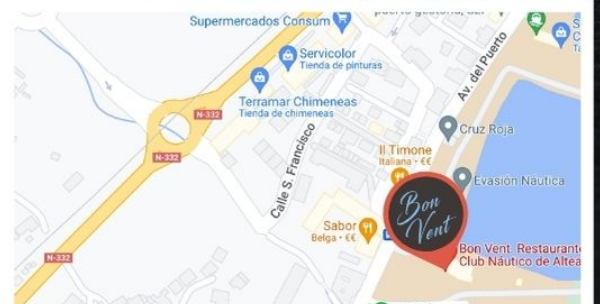 Supermercados Consum
Servicolor
Tienda de pinturas
Av. del Puerto
Terramar Chimeneas
Tienda de chimeneas
N-332
N-332
Cruz Roja
Calle S. Francisco
Il Timone
Italiana · €€
Evasión Náutica
Bon
Vent
Sabor
Belga · €€
Bon Vent. Restaurante
Club Náutico de Altea
N-332